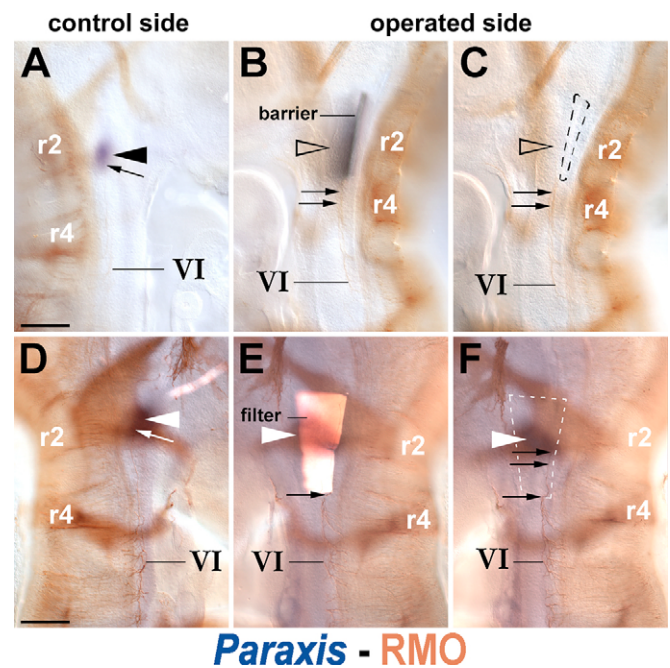 control side
operated side
A
B
C
barrier
r2
r2
r2
r4
r4
r4
VI
VI
VI
D
E
F
filter
r2
r2
r2
r4
r4
r4
VI
VI
VI
Paraxis - RMO